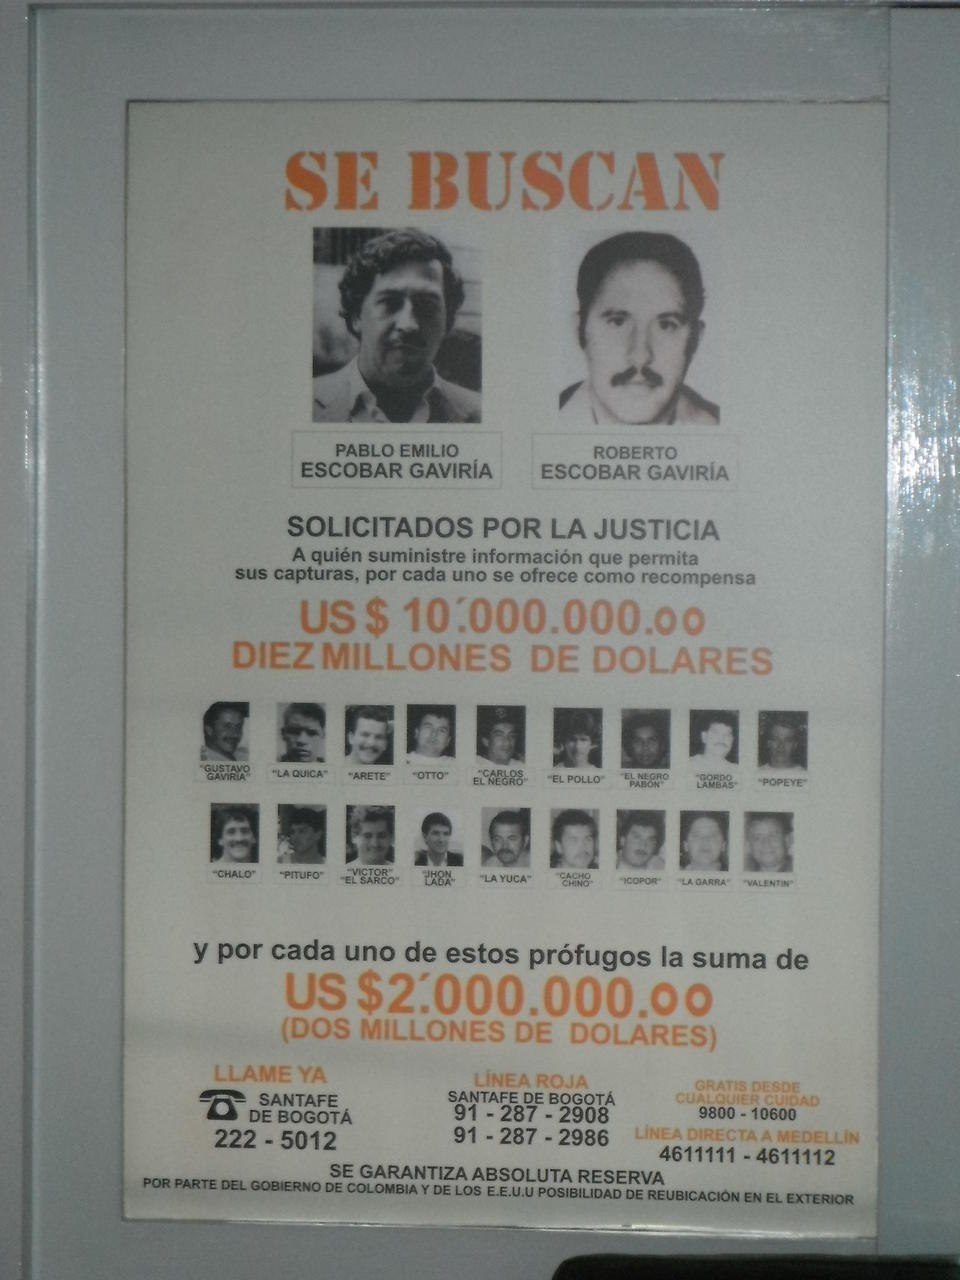 SE BUSCAN
PABLO EMILIO
ESCOBAR GAVIRÍA
ROBERTO
ESCOBAR GAVIRÍA
SOLICITADOS POR LA JUSTICIA
A quién suministre información que permita
sus capturas, por cada uno se ofrece como recompensa
US $ 10´000.000.oo
DIEZ MILLONES DE DOLARES
"GUSTAVO
GAVIRIA"
"LA QUICA"
"ARETE"
"OTTO"
"CARLOS
EL NEGRO"
"EL POLLO"
"EL NEGRO
PABON"
"GORDO
LAMBAS"
"POPEYE"
"CHALO"
"PITUFO"
"VICTOR"
"EL SARCO"
"JHON
LADA"
"LA YUCA"
"CACHO
CHINO"
"ICOPOR"
"LA GARRA"
"VALENTIN"
y por cada uno de estos prófugos la suma de
US $2´000.000.oo
(DOS MILLONES DE DOLARES)
LLAME YA
SANTAFE
DE BOGOTÁ
222 - 5012
LÍNEA ROJA
SANTAFE DE BOGOTÁ
91 - 287 - 2908
91 - 287 - 2986
GRATIS DESDE
CUALQUIER CUIDAD
9800 - 10600
LÍNEA DIRECTA A MEDELLÍN
4611111 - 4611112
SE GARANTIZA ABSOLUTA RESERVA
POR PARTE DEL GOBIERNO DE COLOMBIA Y DE LOS E.E.U.U POSIBILIDAD DE REUBICACIÓN EN EL EXTERIOR